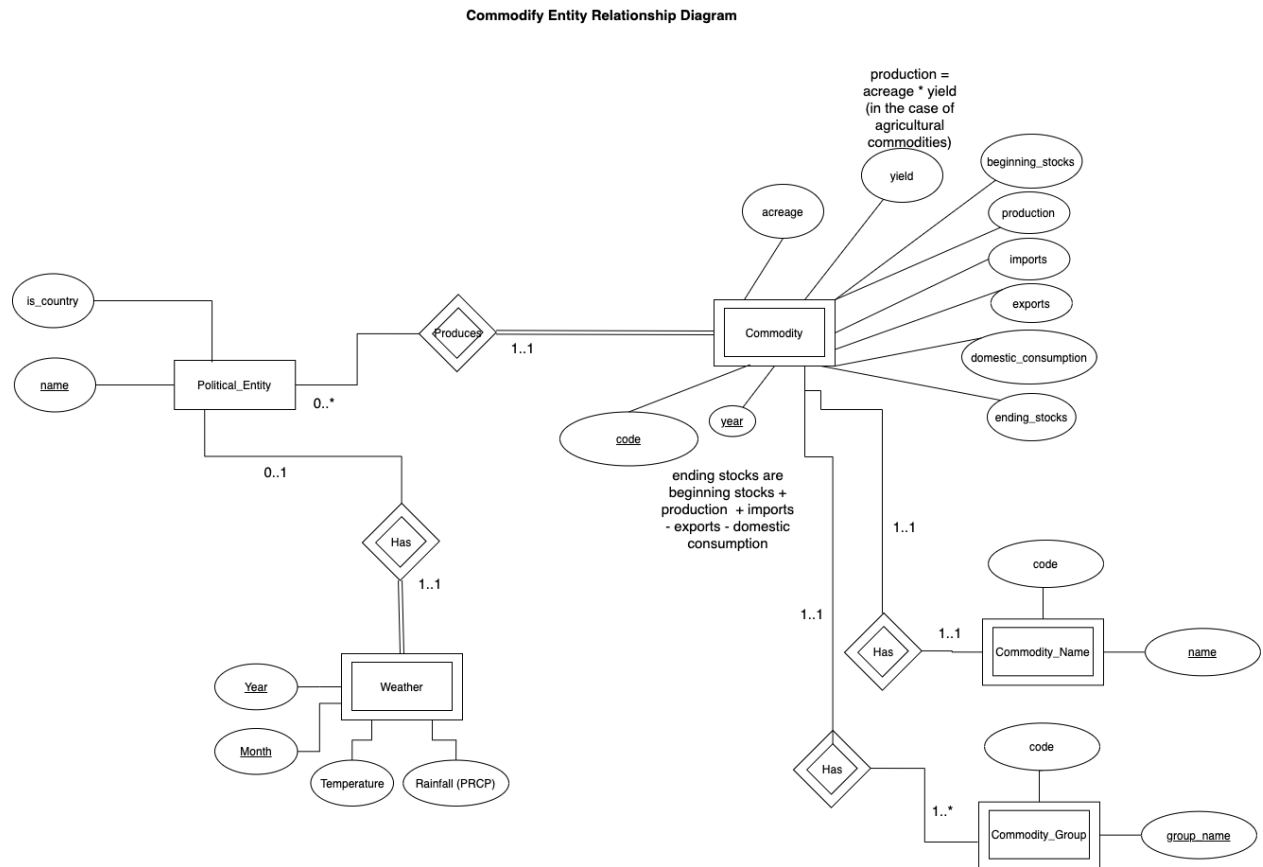 Commodify Entity Relationship Diagram
production =
acreage * yield
(in the case of
agricultural
commodities)
beginning_stocks
yield
acreage
production
imports
is_country
exports
Produces
Commodity
1..1
domestic_consumption
name
Political_Entity
0..*
ending_stocks
year
code
0..1
ending stocks are
beginning stocks +
production + imports
- exports - domestic
consumption
1..1
Has
code
1..1
1..1
1..1
Has
Commodity_Name
name
Year
Weather
Month
code
Has
Temperature
Rainfall (PRCP)
1..*
Commodity_Group
group_name